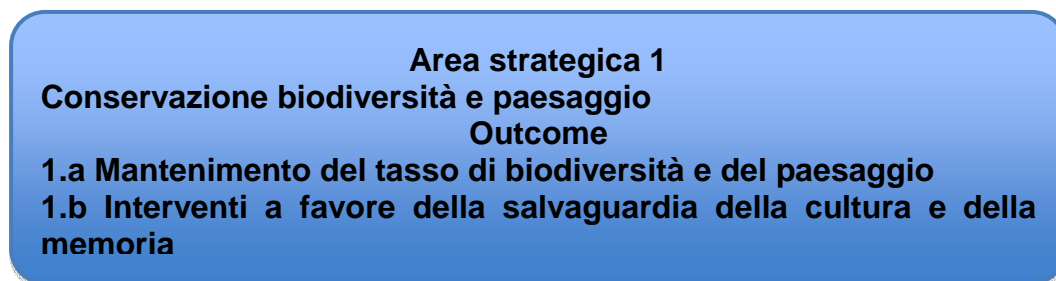 Area strategica 1
Conservazione biodiversità e paesaggio
Outcome
1.a Mantenimento del tasso di biodiversità e del paesaggio
1.b Interventi a favore della salvaguardia della cultura e della
memoria